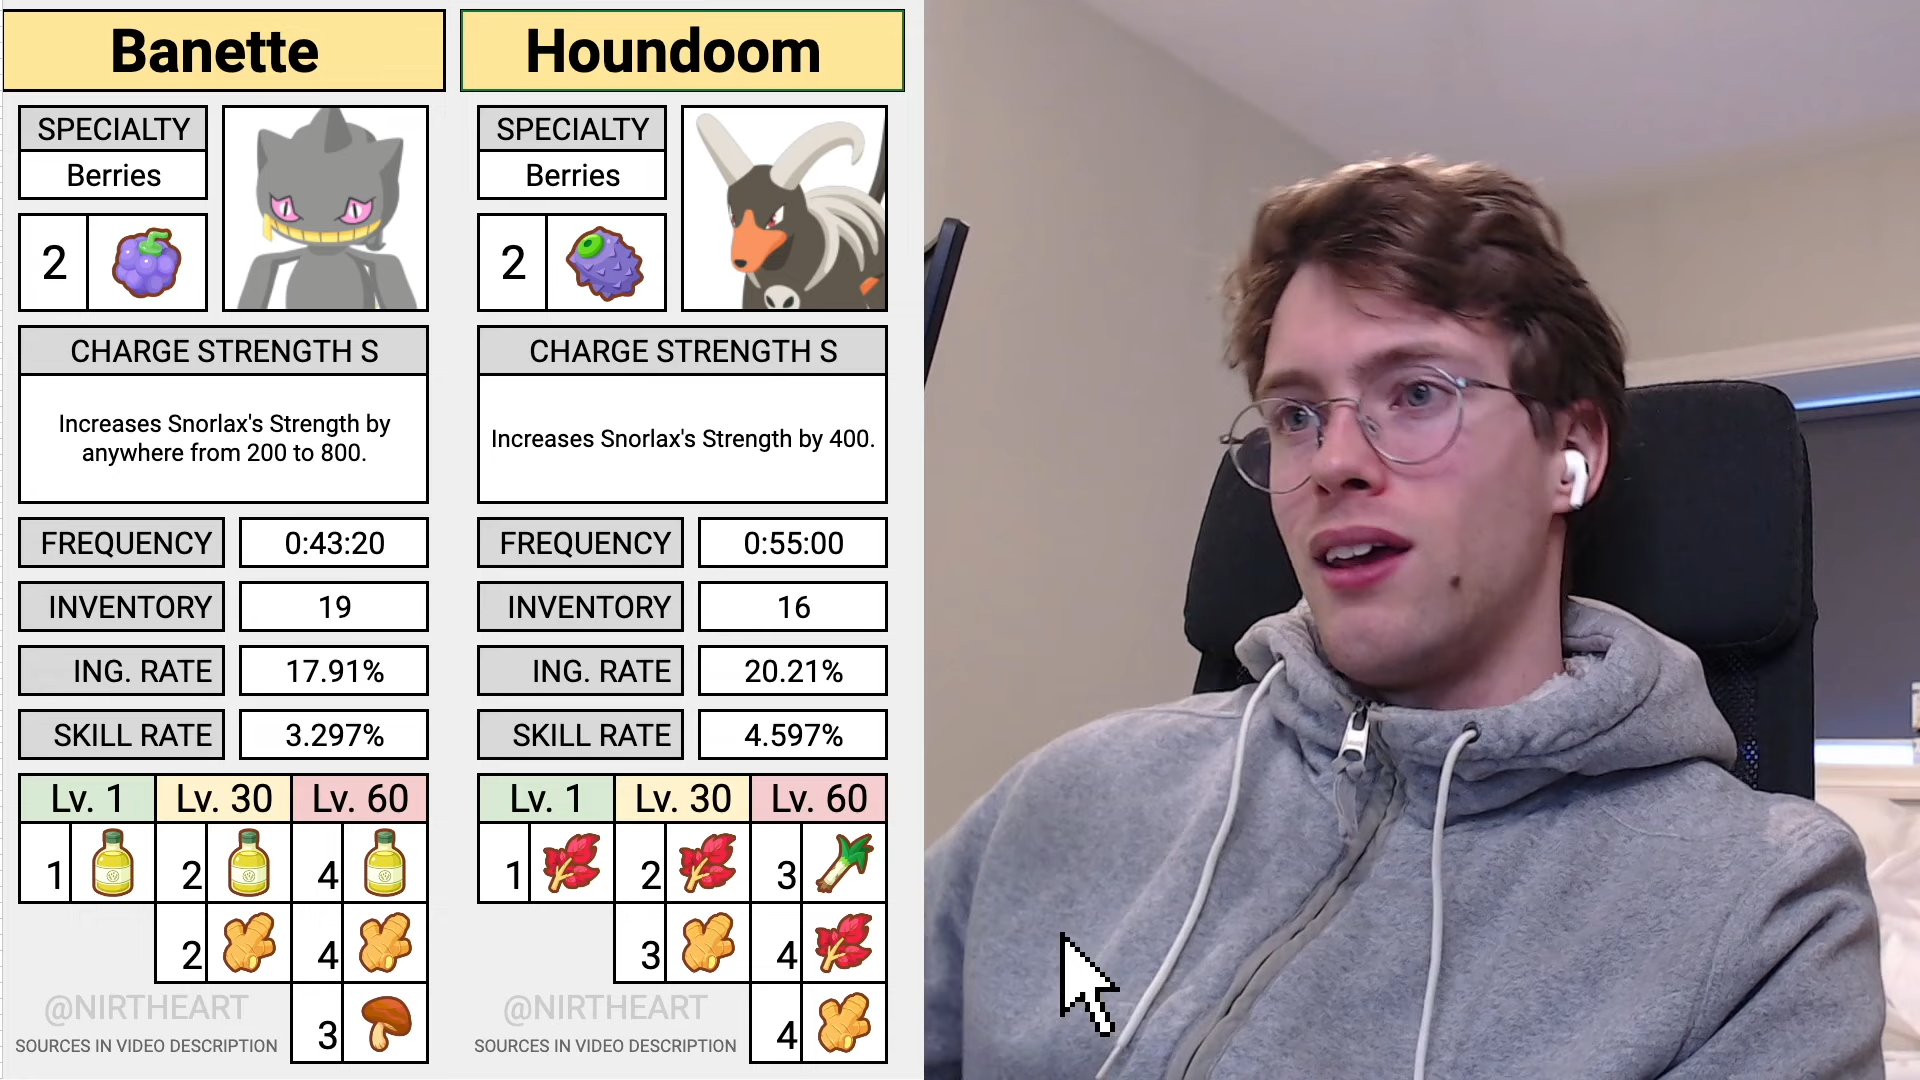 Banette
SPECIALTY
Berries
2
CHARGE STRENGTH S
Increases Snorlax's Strength by
anywhere from 200 to 800.
FREQUENCY
0:43:20
INVENTORY
19
ING. RATE
17.91%
SKILL RATE
3.297%
Lv. 1
Lv. 30
Lv. 60
1
2
4
2
4
3
@NIRTHEART
SOURCES IN VIDEO DESCRIPTION
Houndoom
SPECIALTY
Berries
2
CHARGE STRENGTH S
Increases Snorlax's Strength by 400.
FREQUENCY
0:55:00
INVENTORY
16
ING. RATE
20.21%
SKILL RATE
4.597%
Lv. 1
Lv. 30
Lv. 60
1
2
3
3
4
4
@NIRTHEART
SOURCES IN VIDEO DESCRIPTION